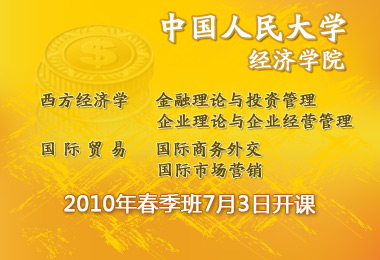 中国人民大学
经济学院
西方经济学 金融理论与投资管理
企业理论与企业经营管理
国际贸易 国际商务外交
国际市场营销
2010年春季班7月3日开课